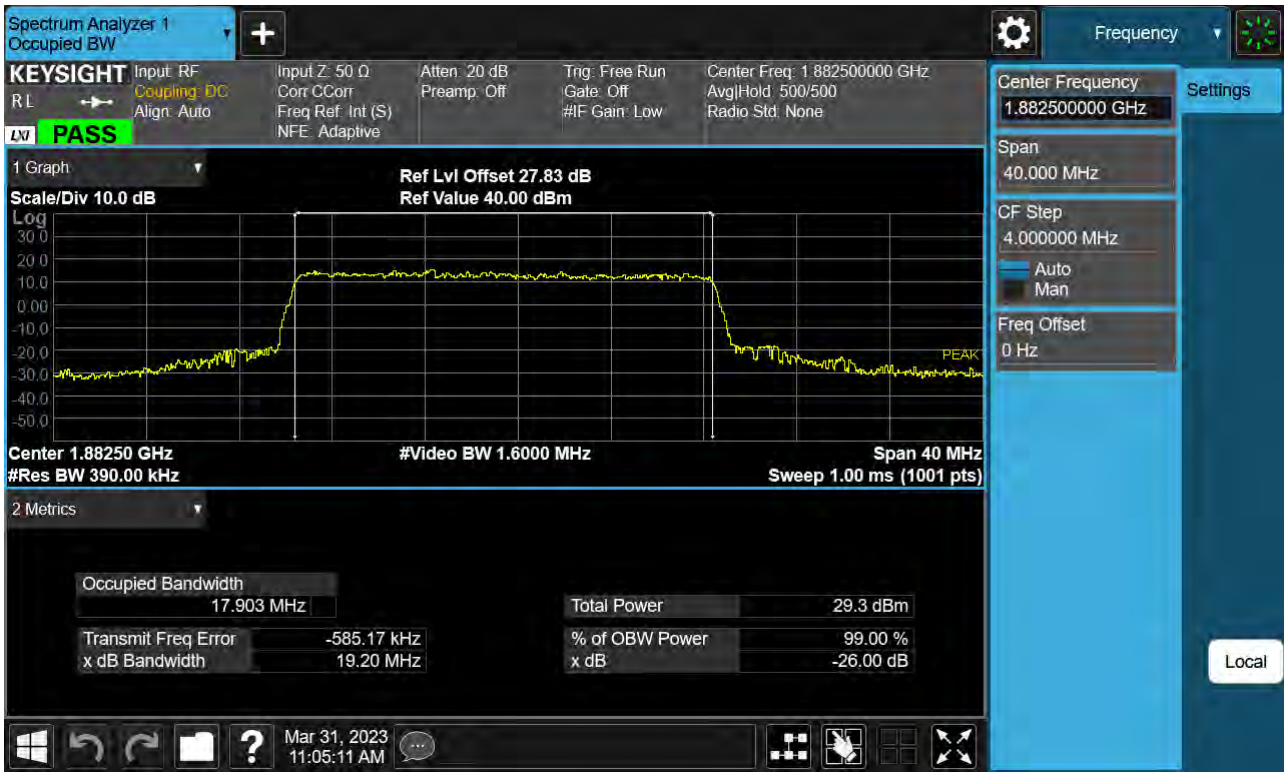 Spectrum Analyzer 1
Occupied BW
Frequency
KEYSIGHT
RL
LXI
PASS
Input: RF
Coupling: DC
Align: Auto
Input Z: 50 Ω
Corr CCorr
Freq Ref: Int (S)
NFE: Adaptive
Atten: 20 dB
Preamp: Off
Trig: Free Run
Gate: Off
#IF Gain: Low
Center Freq: 1.882500000 GHz
Avg|Hold: 500/500
Radio Std: None
Center Frequency
1.882500000 GHz
Settings
Span
40.000 MHz
CF Step
4.000000 MHz
Auto
Man
Freq Offset
0 Hz
Local
1 Graph
Scale/Div 10.0 dB
Ref Lvl Offset 27.83 dB
Ref Value 40.00 dBm
Log
30.0
20.0
10.0
0.00
-10.0
-20.0
-30.0
-40.0
-50.0
PEAK
Center 1.88250 GHz
#Video BW 1.6000 MHz
Span 40 MHz
#Res BW 390.00 kHz
Sweep 1.00 ms (1001 pts)
2 Metrics
Occupied Bandwidth
17.903 MHz
Total Power 29.3 dBm
Transmit Freq Error -585.17 kHz
% of OBW Power 99.00 %
x dB Bandwidth 19.20 MHz
x dB -26.00 dB
?
Mar 31, 2023
11:05:11 AM